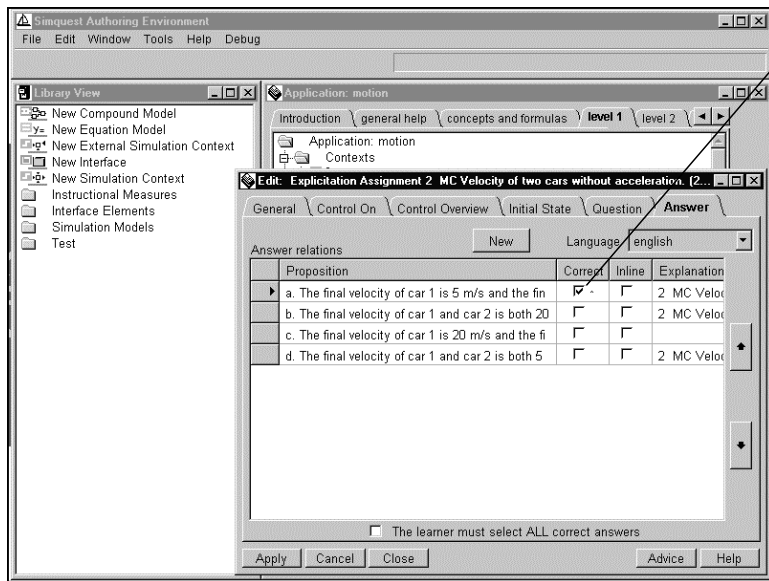 Simquest Authoring Environment
File Edit Window Tools Help Debug
Library View
New Compound Model
y= New Equation Model
New External Simulation Context
New Interface
New Simulation Context
Instructional Measures
Interface Elements
Simulation Models
Test
Application: motion
Introduction general help concepts and formulas level 1 level 2
Application: motion
Contexts
Edit: Explicitation Assignment 2 MC Velocity of two cars without acceleration. (2...
General Control On Control Overview Initial State Question Answer
Answer relations New Language english
Proposition Correct Inline Explanation
a. The final velocity of car 1 is 5 m/s and the fin 2 MC Veloc
b. The final velocity of car 1 and car 2 is both 20 2 MC Veloc
c. The final velocity of car 1 is 20 m/s and the fi
d. The final velocity of car 1 and car 2 is both 5 2 MC Veloc
The learner must select ALL correct answers
Apply Cancel Close Advice Help